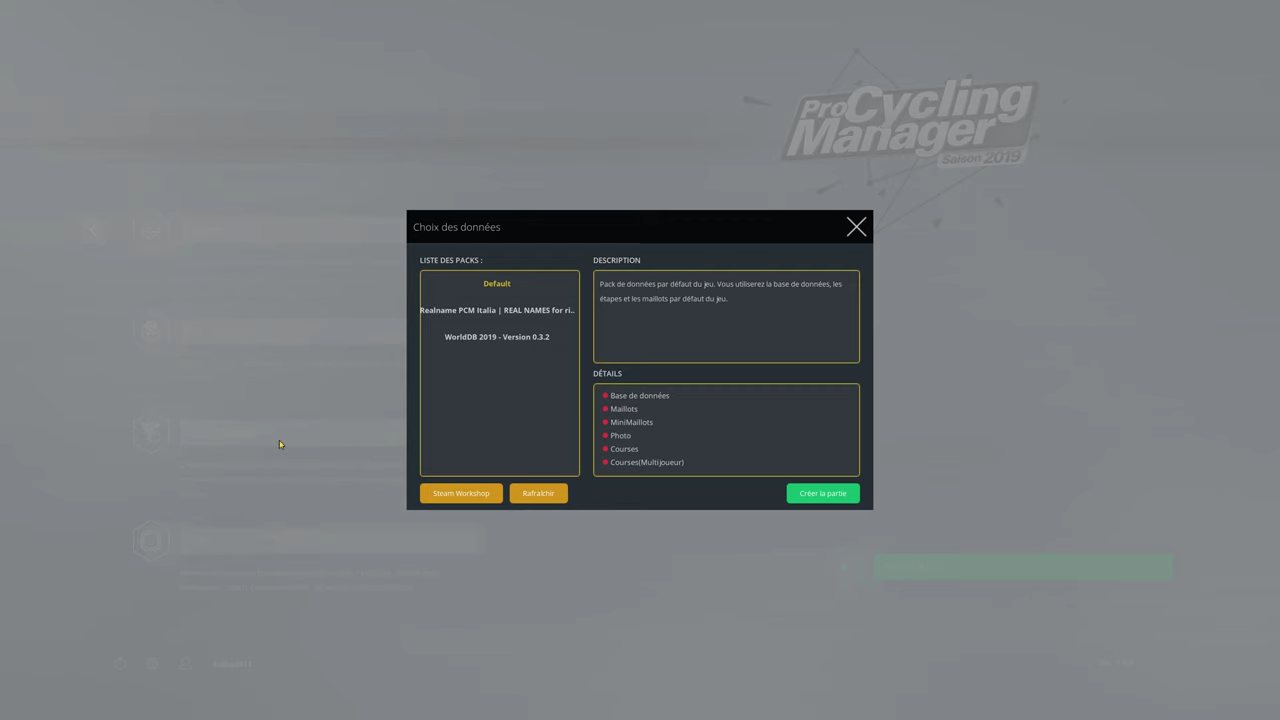 Pro Cycling
Manager
Saison 2019
Choix des données
LISTE DES PACKS :
Default
Realname PCM Italia | REAL NAMES for ri..
WorldDB 2019 - Version 0.3.2
DESCRIPTION
Pack de données par défaut du jeu. Vous utiliserez la base de données, les
étapes et les maillots par défaut du jeu.
DÉTAILS
Base de données
Maillots
MiniMaillots
Photo
Courses
Courses(Multijoueur)
Steam Workshop
Rafraîchir
Créer la partie